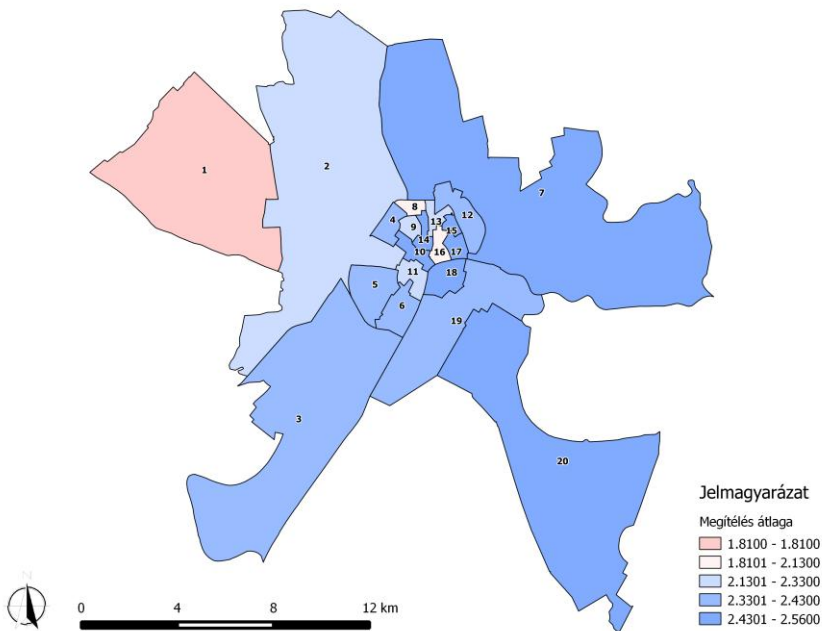 1
2
7
8
4
9
13
12
14
15
10
16
17
11
18
5
6
19
3
20
Jelmagyarázat
Megítélés átlaga
1.8100 - 1.8100
1.8101 - 2.1300
2.1301 - 2.3300
2.3301 - 2.4300
2.4301 - 2.5600
N
0 4 8 12 km